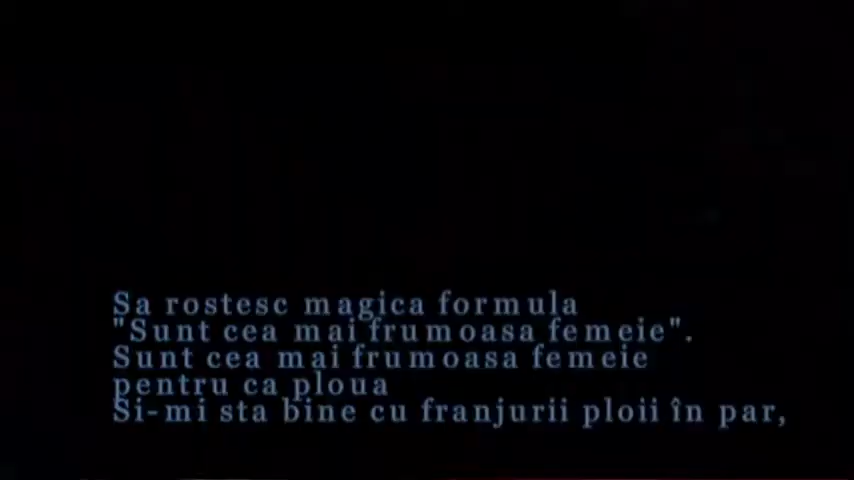 Sa rostesc magica formula
"Sunt cea mai frumoasa femeie".
Sunt cea mai frumoasa femeie
pentru ca ploua
Si-mi sta bine cu franjurii ploii în par,